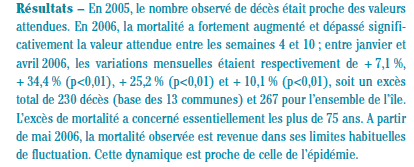 Résultats – En 2005, le nombre observé de décès était proche des valeurs
attendues. En 2006, la mortalité a fortement augmenté et dépassé signifi-
cativement la valeur attendue entre les semaines 4 et 10 ; entre janvier et
avril 2006, les variations mensuelles étaient respectivement de + 7,1 %,
+ 34,4 % (p<0,01), + 25,2 % (p<0,01) et + 10,1 % (p<0,01), soit un excès
total de 230 décès (base des 13 communes) et 267 pour l'ensemble de l'île.
L'excès de mortalité a concerné essentiellement les plus de 75 ans. A partir
de mai 2006, la mortalité observée est revenue dans ses limites habituelles
de fluctuation. Cette dynamique est proche de celle de l'épidémie.